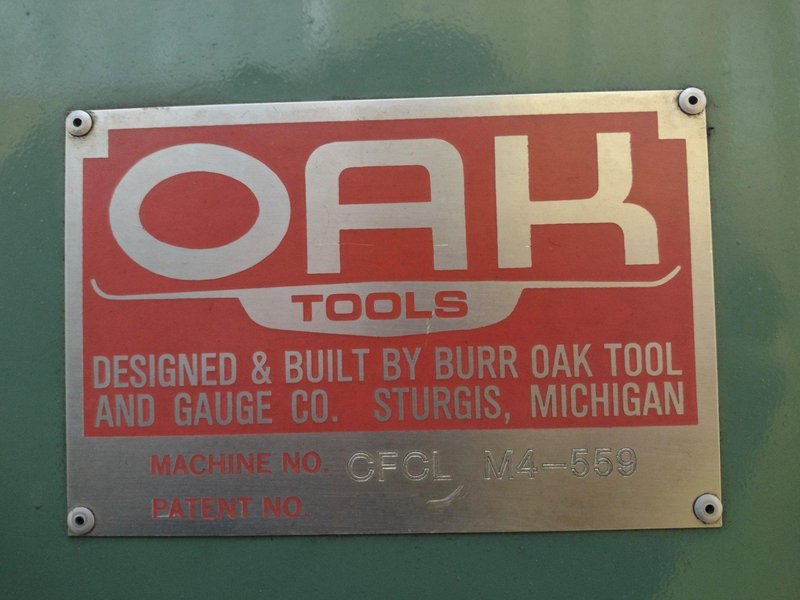 OAK
TOOLS
DESIGNED & BUILT BY BURR OAK TOOL
AND GAUGE CO. STURGIS, MICHIGAN
MACHINE NO. CFCL M4-559
PATENT NO.